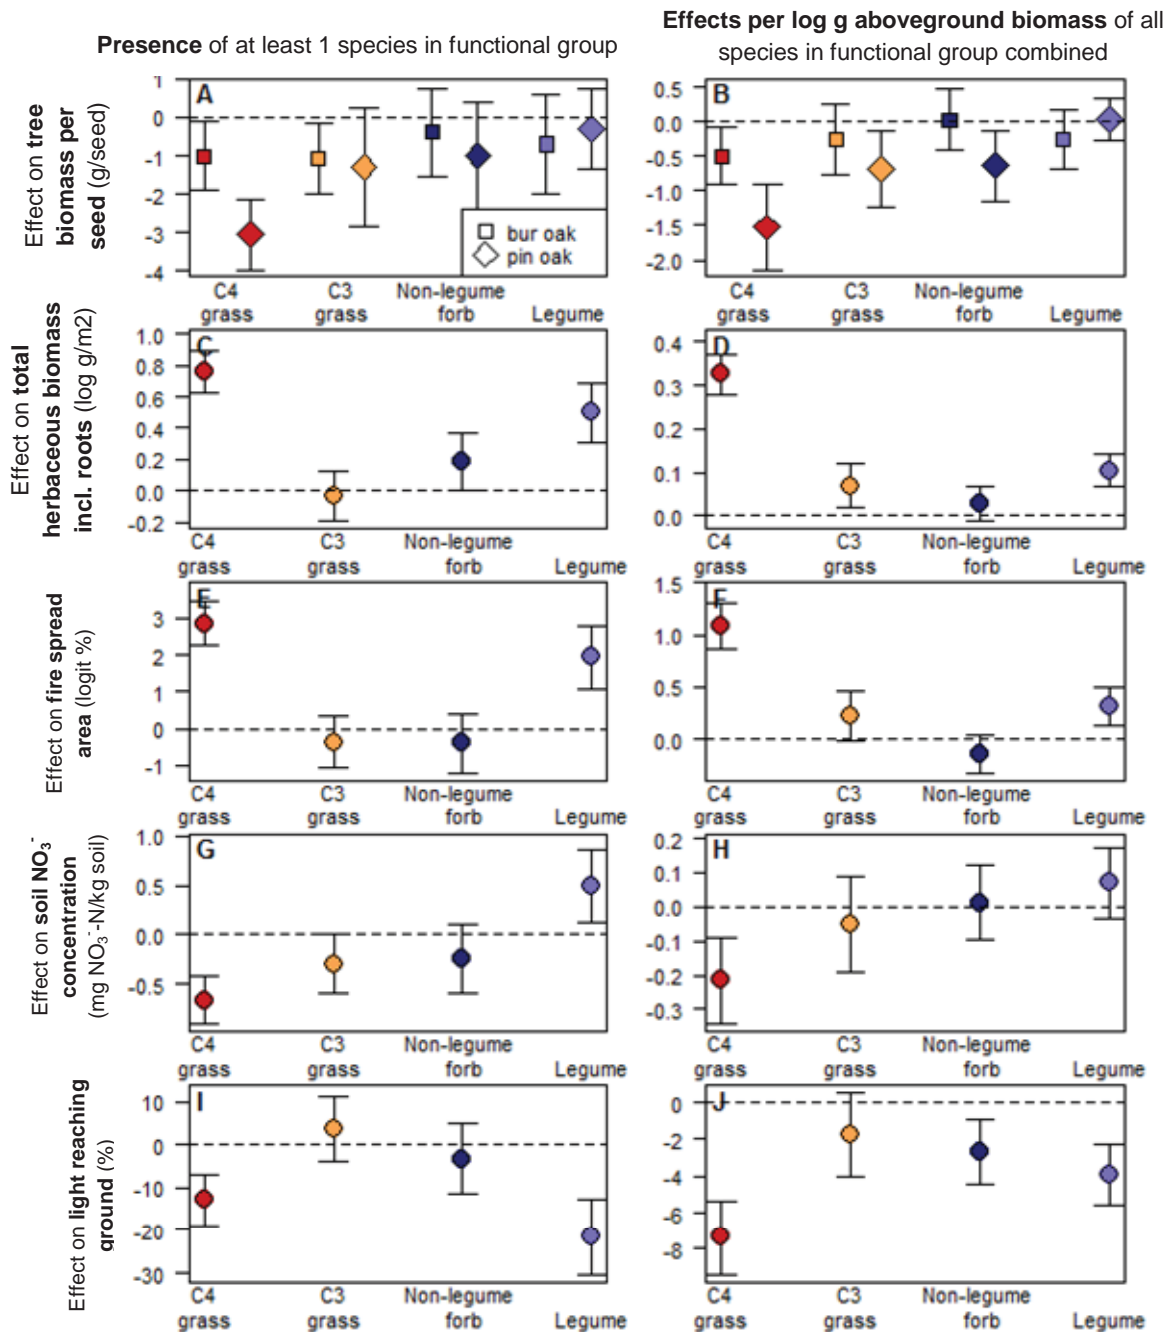 Presence of at least 1 species in functional group
Effects per log g aboveground biomass of all
species in functional group combined
Effect on tree
biomass per
seed (g/seed)
A
1
0
-1
-2
-3
-4
bur oak
pin oak
B
0.5
0.0
-0.5
-1.0
-1.5
-2.0
C4
grass
C3
grass
Non-legume
forb
Legume
C4
grass
C3
grass
Non-legume
forb
Legume
Effect on total
herbaceous biomass
incl. roots (log g/m2)
C
1.0
0.8
0.6
0.4
0.2
0.0
-0.2
D
0.4
0.3
0.2
0.1
0.0
C4
grass
C3
grass
Non-legume
forb
Legume
C4
grass
C3
grass
Non-legume
forb
Legume
Effect on fire spread
area (logit %)
E
3
2
1
0
-1
F
1.5
1.0
0.5
0.0
C4
grass
C3
grass
Non-legume
forb
Legume
C4
grass
C3
grass
Non-legume
forb
Legume
Effect on soil NO3-
concentration
(mg NO3--N/kg soil)
G
1.0
0.5
0.0
-0.5
H
0.2
0.1
0.0
-0.1
-0.2
-0.3
C4
grass
C3
grass
Non-legume
forb
Legume
C4
grass
C3
grass
Non-legume
forb
Legume
Effect on light reaching
ground (%)
I
10
0
-10
-20
-30
J
0
-2
-4
-6
-8
C4
grass
C3
grass
Non-legume
forb
Legume
C4
grass
C3
grass
Non-legume
forb
Legume